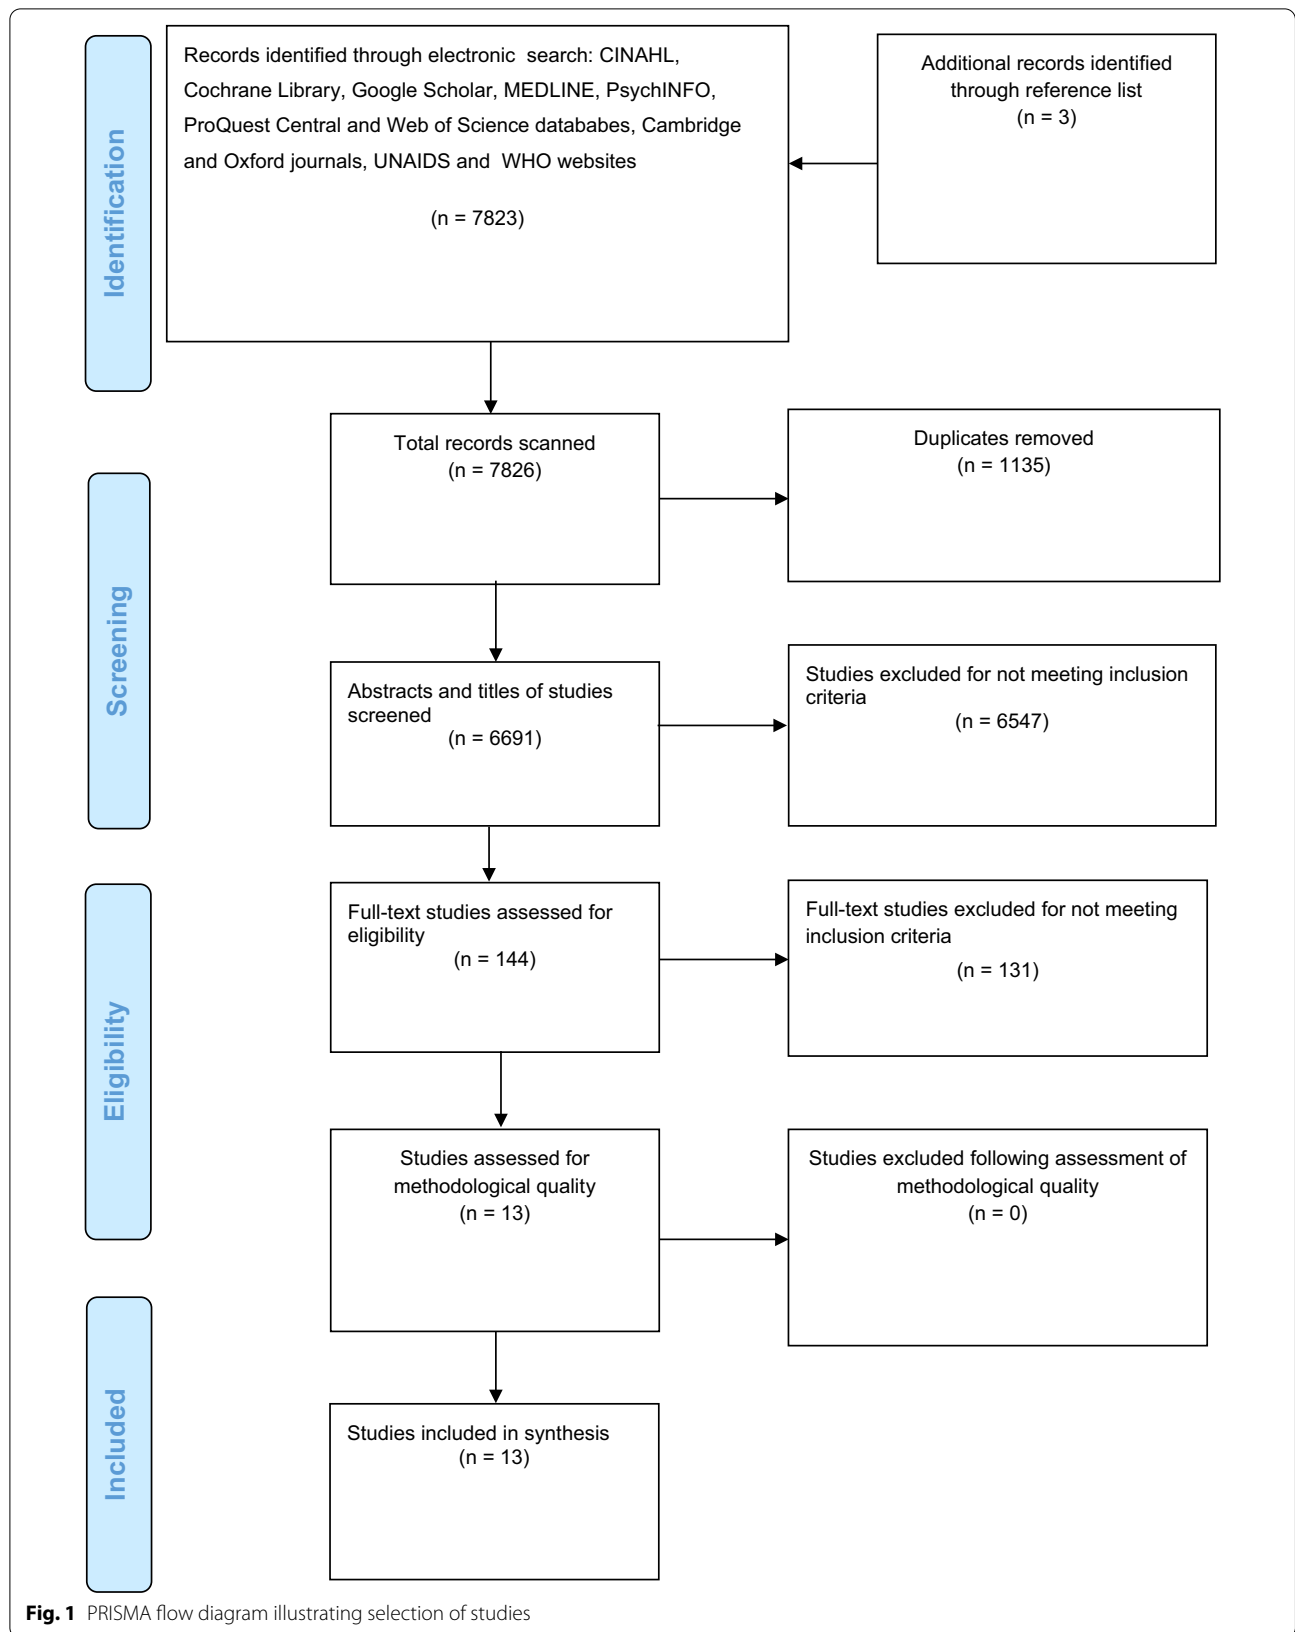 Identification
Records identified through electronic search: CINAHL,
Cochrane Library, Google Scholar, MEDLINE, PsychINFO,
ProQuest Central and Web of Science datababes, Cambridge
and Oxford journals, UNAIDS and WHO websites
(n = 7823)
Additional records identified
through reference list
(n = 3)
Screening
Total records scanned
(n = 7826)
Duplicates removed
(n = 1135)
Abstracts and titles of studies
screened
(n = 6691)
Studies excluded for not meeting inclusion
criteria
(n = 6547)
Eligibility
Full-text studies assessed for
eligibility
(n = 144)
Full-text studies excluded for not meeting
inclusion criteria
(n = 131)
Studies assessed for
methodological quality
(n = 13)
Studies excluded following assessment of
methodological quality
(n = 0)
Included
Studies included in synthesis
(n = 13)
Fig. 1 PRISMA flow diagram illustrating selection of studies